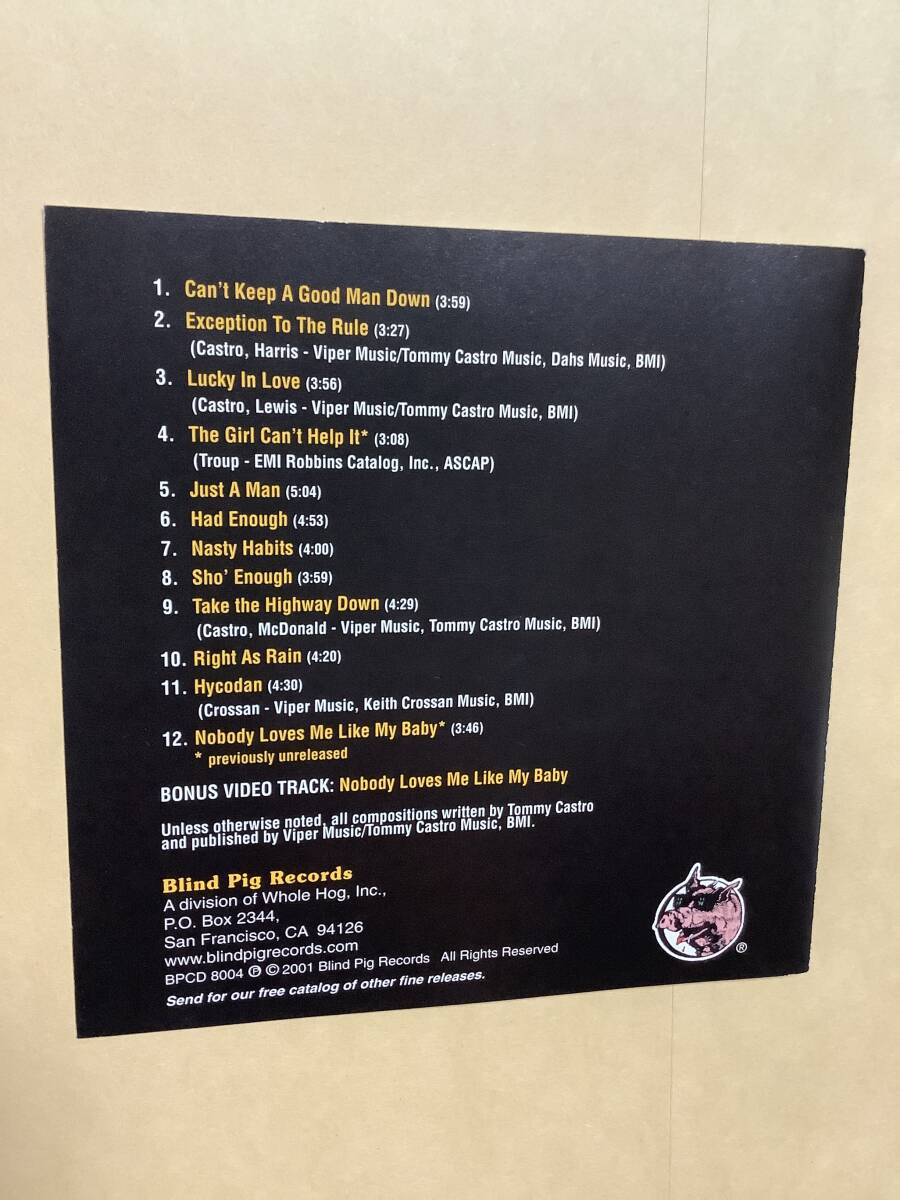 1. Can't Keep A Good Man Down (3:59)
2. Exception To The Rule (3:27)
(Castro, Harris - Viper Music/Tommy Castro Music, Dahs Music, BMI)
3. Lucky In Love (3:56)
(Castro, Lewis - Viper Music/Tommy Castro Music, BMI)
4. The Girl Can't Help It* (3:08)
(Troup - EMI Robbins Catalog, Inc., ASCAP)
5. Just A Man (5:04)
6. Had Enough (4:53)
7. Nasty Habits (4:00)
8. Sho' Enough (3:59)
9. Take the Highway Down (4:29)
(Castro, McDonald - Viper Music, Tommy Castro Music, BMI)
10. Right As Rain (4:20)
11. Hycodan (4:30)
(Crossan - Viper Music, Keith Crossan Music, BMI)
12. Nobody Loves Me Like My Baby* (3:46)
* previously unreleased
BONUS VIDEO TRACK: Nobody Loves Me Like My Baby
Unless otherwise noted, all compositions written by Tommy Castro
and published by Viper Music/Tommy Castro Music, BMI.
Blind Pig Records
A division of Whole Hog, Inc.,
P.O. Box 2344,
San Francisco, CA 94126
www.blindpigrecords.com
BPCD 8004 ℗ © 2001 Blind Pig Records All Rights Reserved
Send for our free catalog of other fine releases.
®